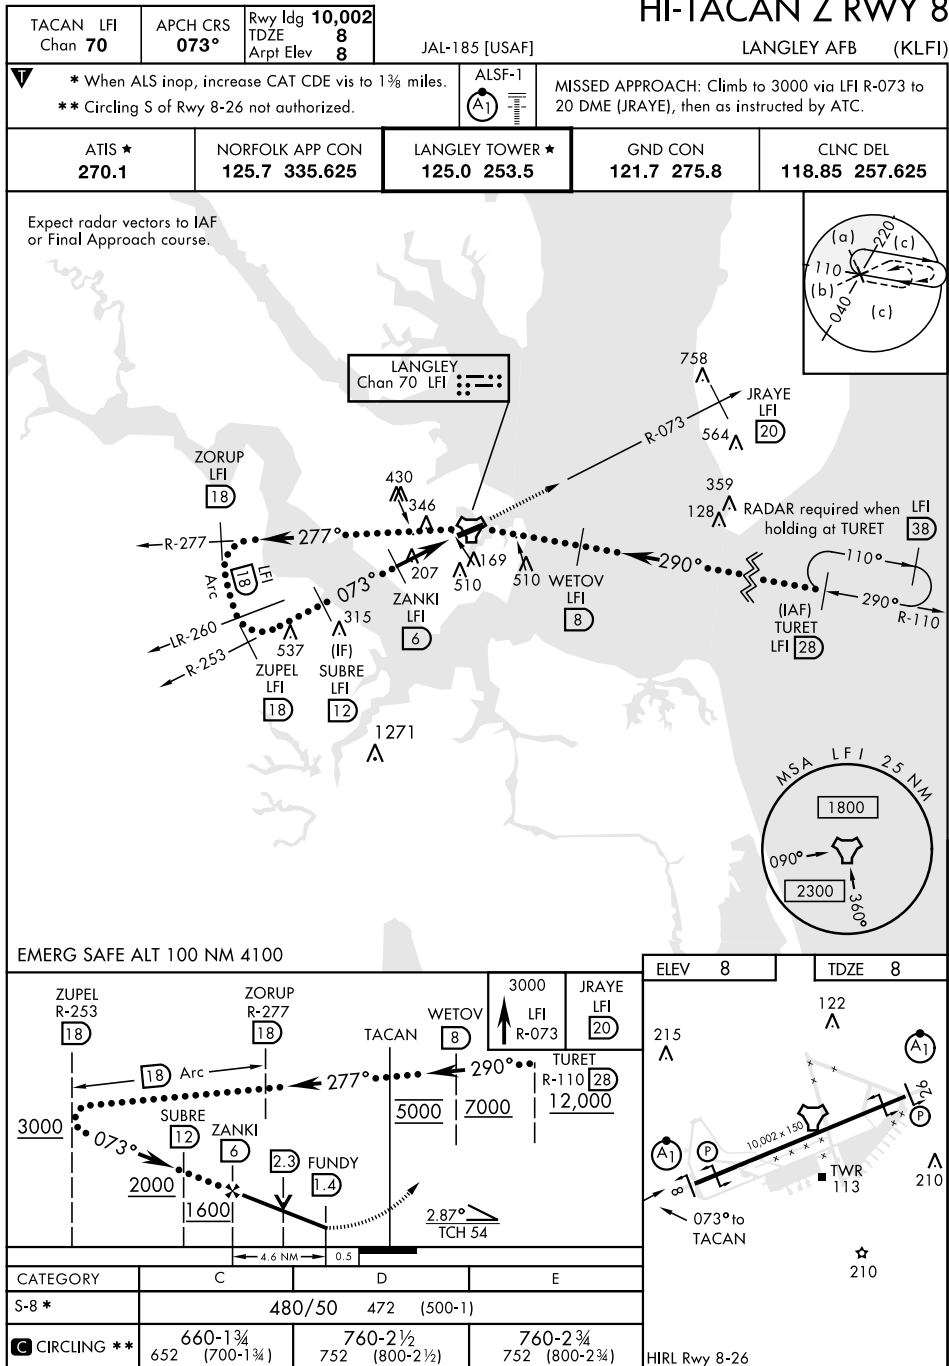 HI-TACAN Z RWY 8
TACAN LFI
Chan 70
APCH CRS
073°
Rwy ldg 10,002
TDZE 8
Arpt Elev 8
JAL-185 [USAF]
LANGLEY AFB (KLFI)
T
* When ALS inop, increase CAT CDE vis to 1⅜ miles.
** Circling S of Rwy 8-26 not authorized.
ALSF-1
A1
MISSED APPROACH: Climb to 3000 via LFI R-073 to
20 DME (JRAYE), then as instructed by ATC.
ATIS ★
270.1
NORFOLK APP CON
125.7 335.625
LANGLEY TOWER ★
125.0 253.5
GND CON
121.7 275.8
CLNC DEL
118.85 257.625
Expect radar vectors to IAF
or Final Approach course.
(a)
220
(c)
110
(b)
040
(c)
LANGLEY
Chan 70 LFI
758
JRAYE
LFI
20
R-073
564
ZORUP
LFI
18
430
346
359
128
RADAR required when
holding at TURET
LFI
38
R-277
277°
110°
Arc
LFI
18
073°
207
169
510
510
290°
290°
R-110
WETOV
LFI
8
(IAF)
TURET
LFI 28
ZANKI
LFI
6
LR-260
R-253
537
315
(IF)
SUBRE
LFI
12
ZUPEL
LFI
18
1271
MSA LFI 25 NM
1800
090°
2300
360°
EMERG SAFE ALT 100 NM 4100
ZUPEL
R-253
18
ZORUP
R-277
18
TACAN
WETOV
8
3000
LFI
R-073
JRAYE
LFI
20
18 Arc
277°
290°
TURET
R-110 28
12,000
5000
7000
3000
073°
SUBRE
12
ZANKI
6
2000
1600
2.3
FUNDY
1.4
2.87°
TCH 54
4.6 NM
0.5
ELEV 8
TDZE 8
122
215
A1
26
P
10,002 x 150
A1
P
8
TWR
113
210
073° to
TACAN
210
HIRL Rwy 8-26
CATEGORY C D E
S-8 * 480/50 472 (500-1)
C CIRCLING ** 660-1¾ 760-2½ 760-2¾
652 (700-1¾) 752 (800-2½) 752 (800-2¾)